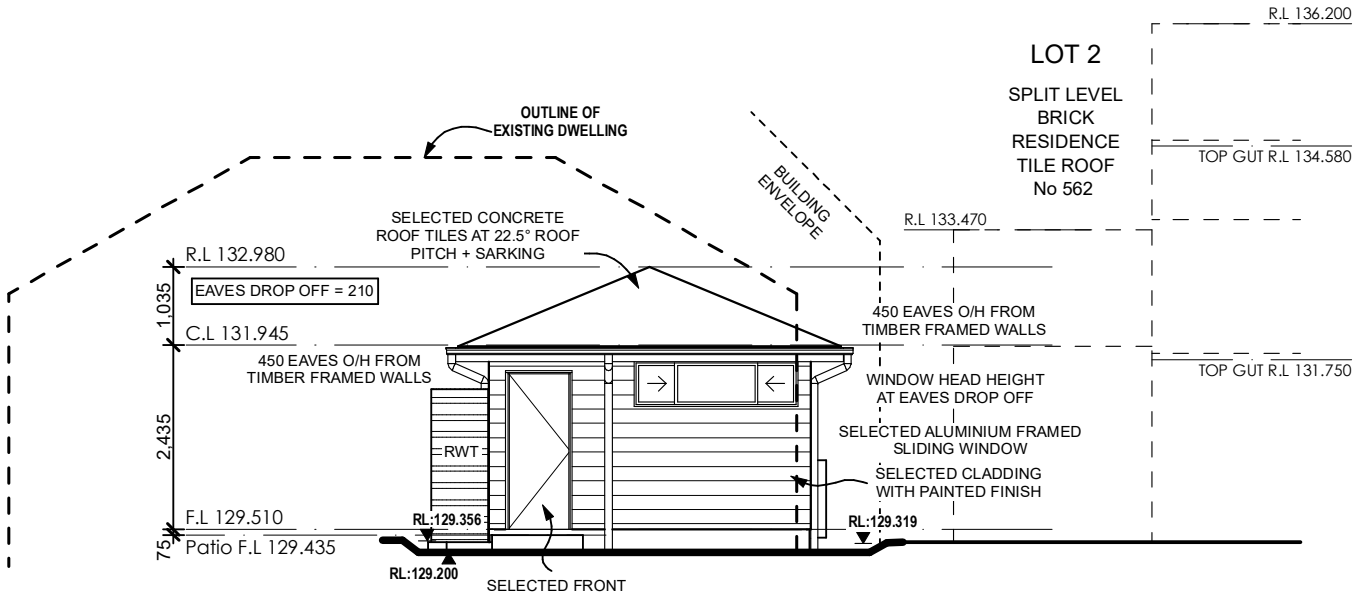 R.L 136.200
LOT 2
SPLIT LEVEL
BRICK
RESIDENCE
TILE ROOF
No 562
TOP GUT R.L 134.580
OUTLINE OF
EXISTING DWELLING
BUILDING
ENVELOPE
SELECTED CONCRETE
ROOF TILES AT 22.5° ROOF
PITCH + SARKING
R.L 133.470
R.L 132.980
EAVES DROP OFF = 210
1,035
C.L 131.945
450 EAVES O/H FROM
TIMBER FRAMED WALLS
450 EAVES O/H FROM
TIMBER FRAMED WALLS
TOP GUT R.L 131.750
WINDOW HEAD HEIGHT
AT EAVES DROP OFF
2,435
SELECTED ALUMINIUM FRAMED
SLIDING WINDOW
RWT
SELECTED CLADDING
WITH PAINTED FINISH
F.L 129.510
RL:129.356
RL:129.319
75
Patio F.L 129.435
RL:129.200
SELECTED FRONT